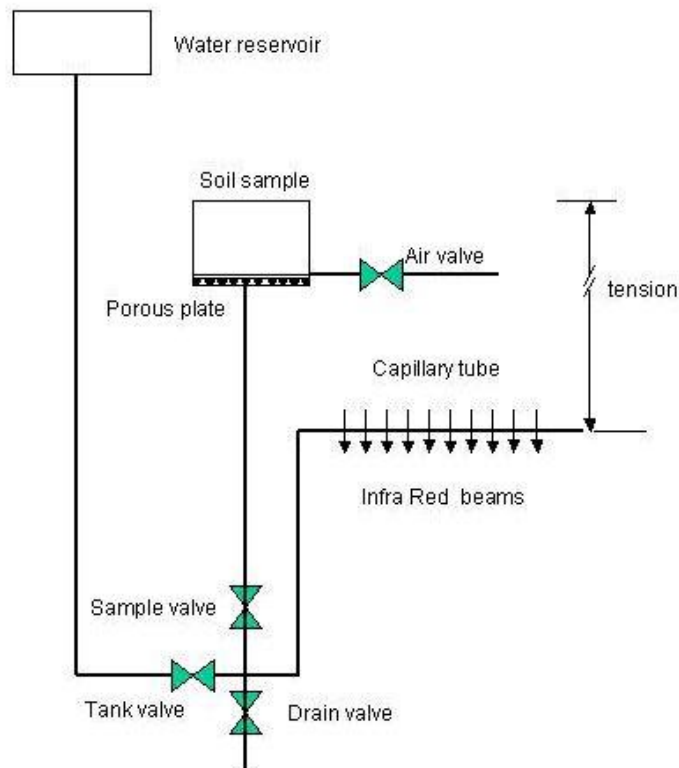 Water reservoir
Soil sample
Air valve
tension
Porous plate
Capillary tube
Infra Red beams
Sample valve
Tank valve
Drain valve